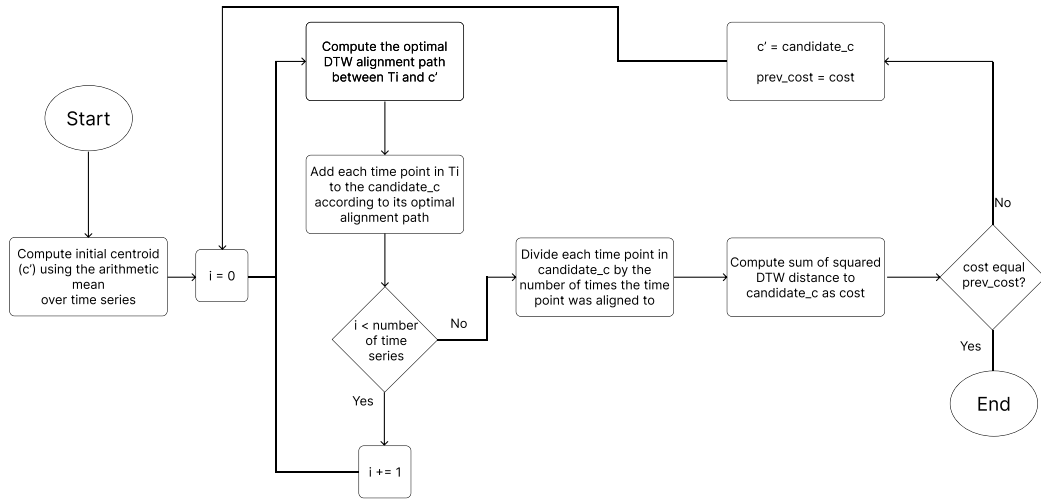 Start
Compute initial centroid
(c’) using the arithmetic
mean
over time series
i = 0
Compute the optimal
DTW alignment path
between Ti and c’
Add each time point in Ti
to the candidate_c
according to its optimal
alignment path
i < number
of time
series
No
Yes
i += 1
Divide each time point in
candidate_c by the
number of times the time
point was aligned to
Compute sum of squared
DTW distance to
candidate_c as cost
cost equal
prev_cost?
No
c’ = candidate_c
prev_cost = cost
Yes
End